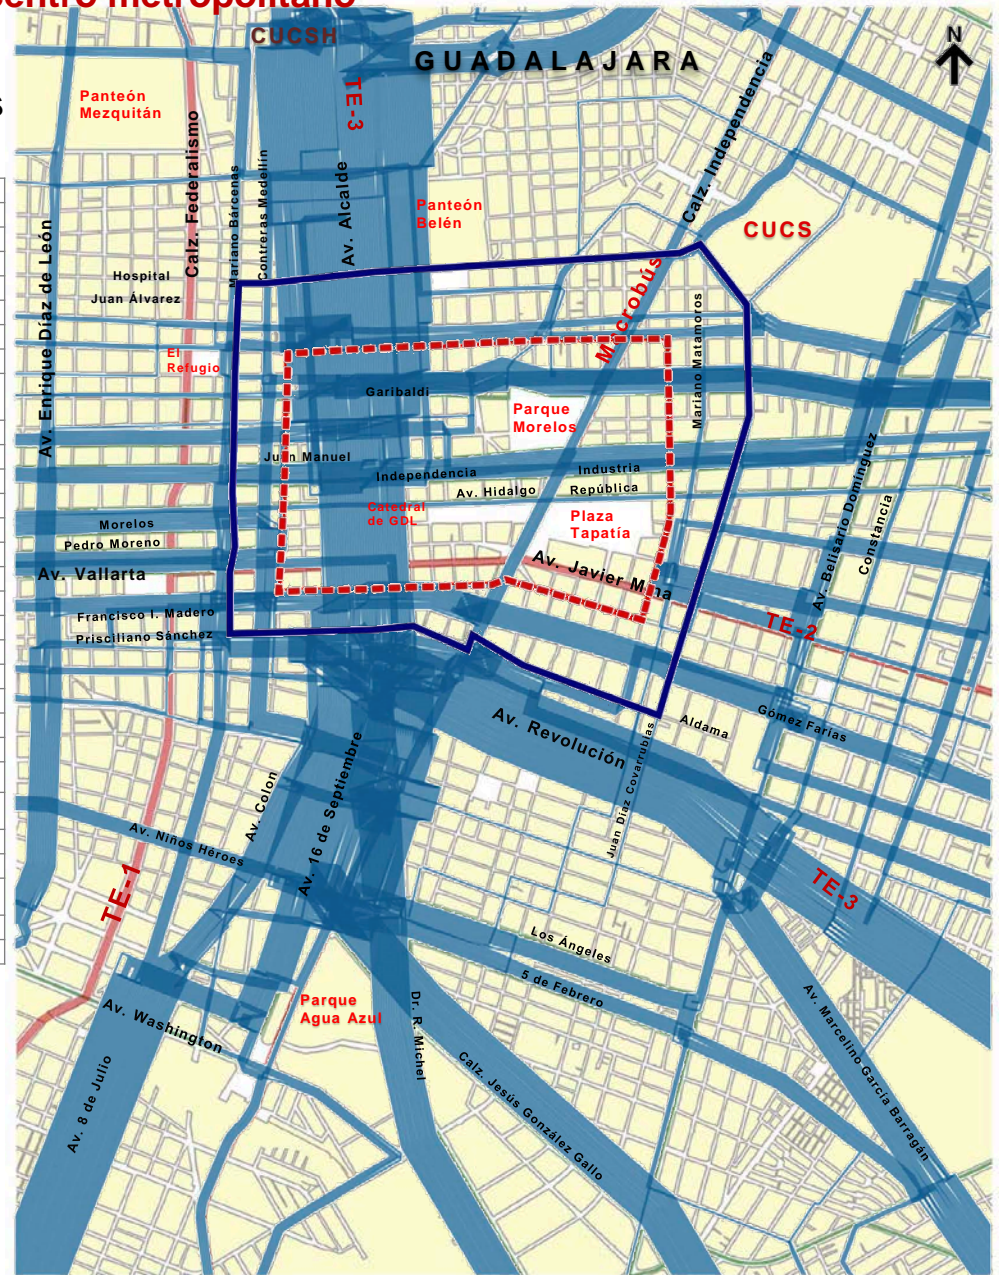 centro metropolitano
CUCSH
GUADALAJARA
N
TE-3
Panteón
Mezquitán
Calz. Federalismo
Mariano Bárcenas
Contreras Medellín
Av. Alcalde
Calz. Independencia
Panteón
Belén
CUCS
Av. Enrique Díaz de León
Hospital
Juan Álvarez
Macrobús
Mariano Matamoros
El
Refugio
Garibaldi
Parque
Morelos
Juan Manuel
Independencia
Industria
Av. Hidalgo
República
Catedral
de GDL
Plaza
Tapatía
Morelos
Pedro Moreno
Av. Vallarta
Av. Javier Mina
Av. Belisario Domínguez
Constancia
Francisco I. Madero
Prisciliano Sánchez
TE-2
Av. Revolución
Aldama
Gómez Farías
Juan Díaz Covarrubias
Av. Colon
Av. 16 de Septiembre
Av. Niños Héroes
TE-1
TE-3
Los Ángeles
5 de Febrero
Parque
Agua Azul
Av. Washington
Dr. R. Michel
Av. 8 de Julio
Calz. Jesús González Gallo
Av. Marcelino García Barragán